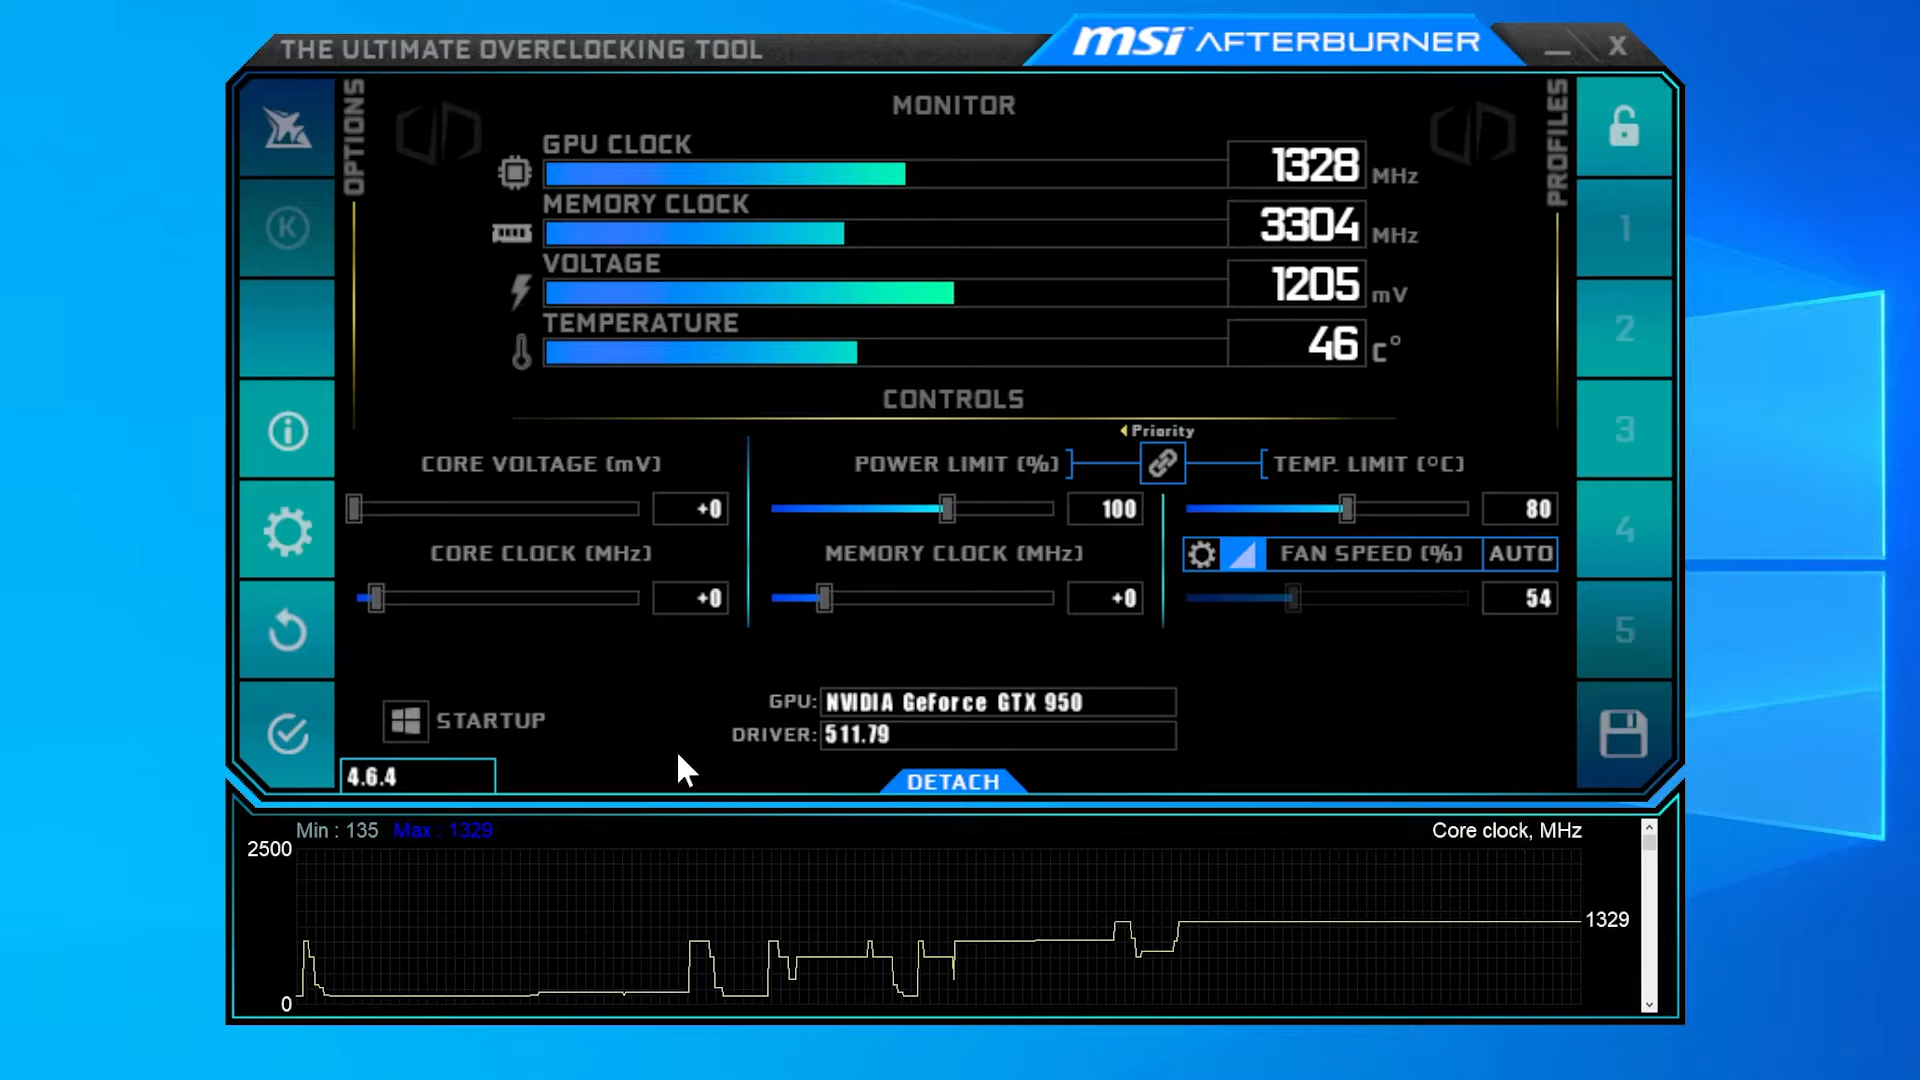 THE ULTIMATE OVERCLOCKING TOOL
msi AFTERBURNER
X
OPTIONS
PROFILES
MONITOR
K
GPU CLOCK
1328 MHz
MEMORY CLOCK
3304 MHz
VOLTAGE
1205 mV
TEMPERATURE
46 C°
1
2
3
4
5
CONTROLS
Priority
CORE VOLTAGE (mV)
+0
POWER LIMIT (%)
100
TEMP. LIMIT (°C)
80
CORE CLOCK (MHz)
+0
MEMORY CLOCK (MHz)
+0
FAN SPEED (%) AUTO
54
STARTUP
GPU: NVIDIA GeForce GTX 950
DRIVER: 511.79
4.6.4
DETACH
Min : 135 Max : 1329
Core clock, MHz
2500
1329
0